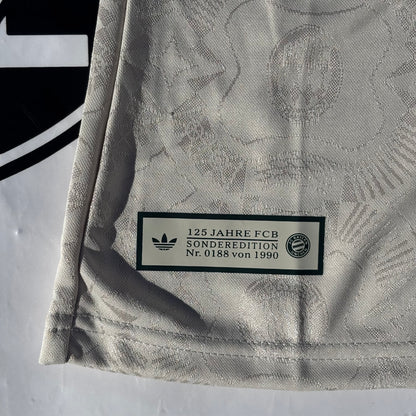 125 JAHRE FCB
SONDEREDITION
Nr. 0188 von 1990